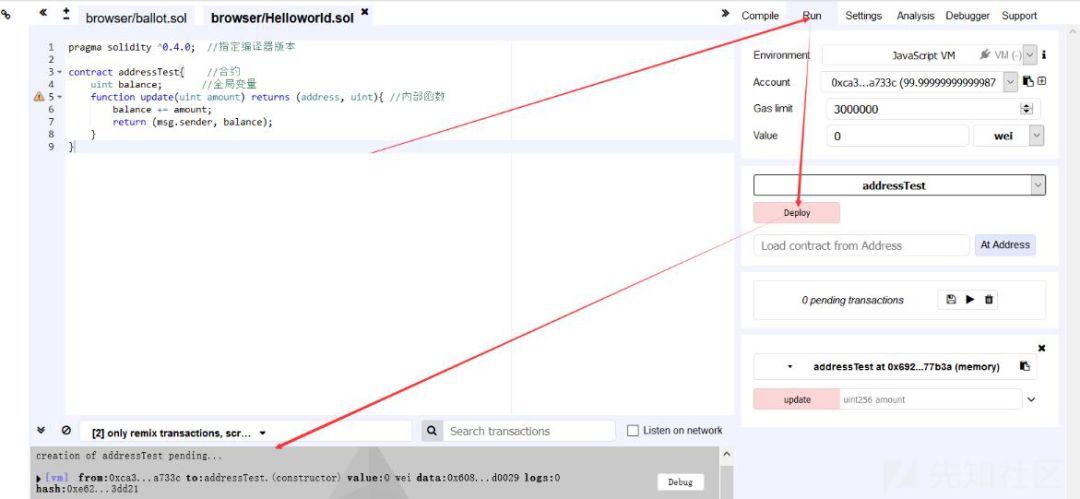 browser/ballot.sol
browser/Helloworld.sol
Compile Run Settings Analysis Debugger Support
1 pragma solidity ^0.4.0; //指定编译器版本
2
3 contract addressTest{ //合约
4 uint balance; //全局变量
5 function update(uint amount) returns (address, uint){ //内部函数
6 balance += amount;
7 return (msg.sender, balance);
8 }
9 }
Environment JavaScript VM VM (-)
Account 0xca3...a733c (99.99999999999987
Gas limit 3000000
Value 0 wei
addressTest
Deploy
Load contract from Address At Address
0 pending transactions
addressTest at 0x692...77b3a (memory)
update uint256 amount
[2] only remix transactions, scr... Search transactions Listen on network
creation of addressTest pending...
[vm] from:0xca3...a733c to:addressTest.(constructor) value:0 wei data:0x608...d0029 logs:0 Debug
hash:0xe62...3dd21
先知社区